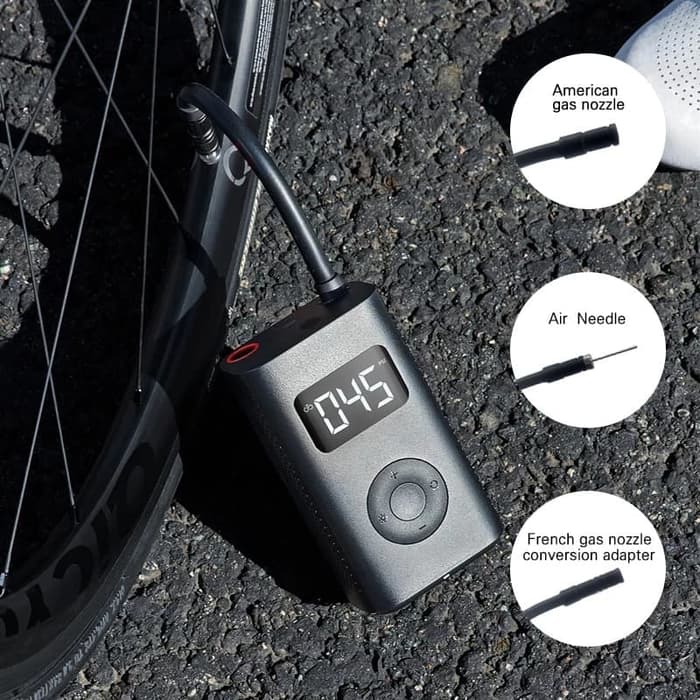 American
gas nozzle
Air Needle
045
French gas nozzle
conversion adapter